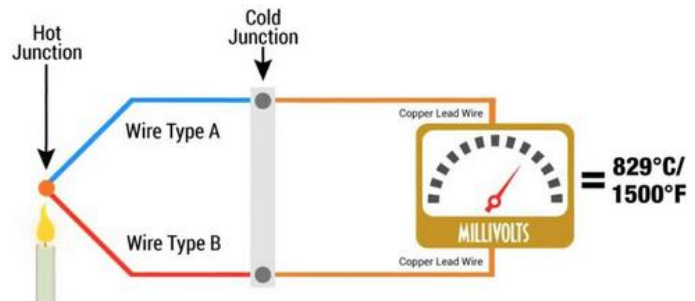 Hot
Junction
Cold
Junction
Wire Type A
Copper Lead Wire
MILLIVOLTS
= 829°C/
1500°F
Wire Type B
Copper Lead Wire